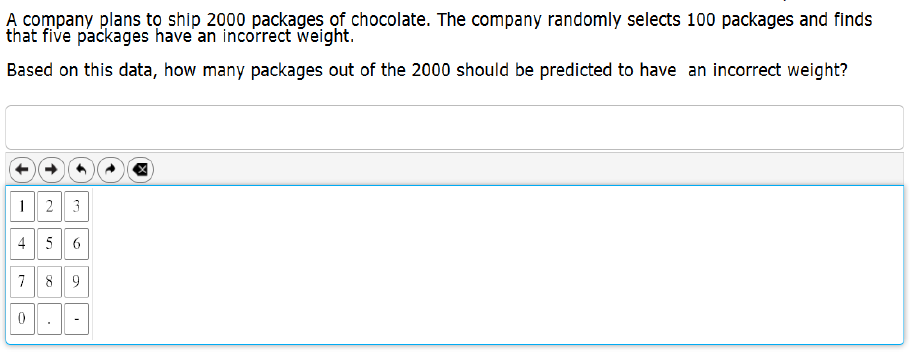 A company plans to ship 2000 packages of chocolate. The company randomly selects 100 packages and finds
that five packages have an incorrect weight.
Based on this data, how many packages out of the 2000 should be predicted to have an incorrect weight?
1 2 3
4 5 6
7 8 9
0 . -